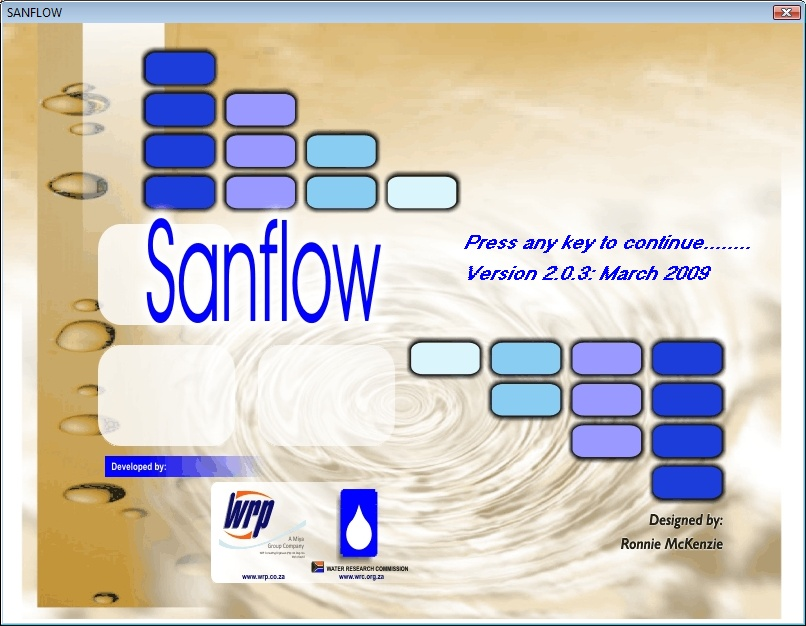 SANFLOW
Sanflow
Press any key to continue........
Version 2.0.3: March 2009
Developed by:
wrp
A Miya
Group Company
www.wrp.co.za
WATER RESEARCH COMMISSION
www.wrc.org.za
Designed by:
Ronnie McKenzie